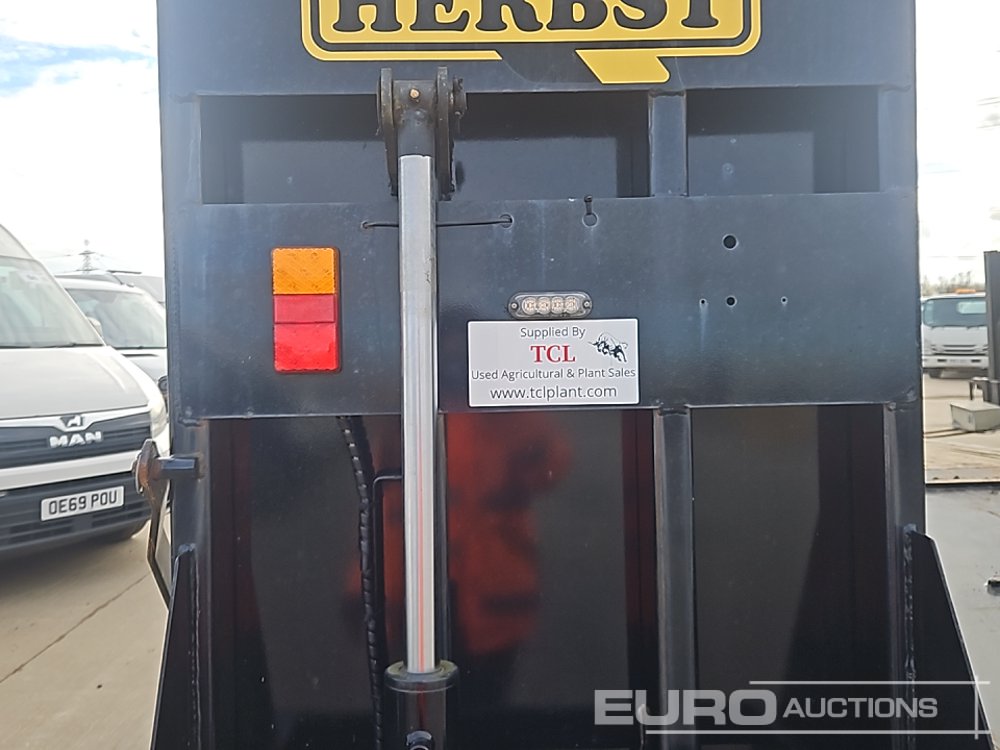 HERBST
Supplied By
TCL
Used Agricultural & Plant Sales
www.tclplant.com
MAN
OE69 POU
EURO AUCTIONS